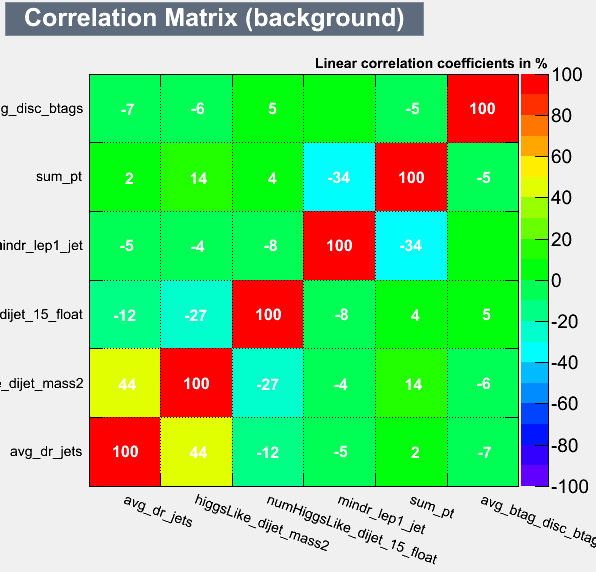 Correlation Matrix (background)
Linear correlation coefficients in %
g_disc_btags -7 -6 5 -5 100
sum_pt 2 14 4 -34 100 -5
mindr_lep1_jet -5 -4 -8 100 -34
dijet_15_float -12 -27 100 -8 4 5
e_dijet_mass2 44 100 -27 -4 14 -6
avg_dr_jets 100 44 -12 -5 2 -7
avg_dr_jets
higgsLike_dijet_mass2
numHiggsLike_dijet_15_float
mindr_lep1_jet
sum_pt
avg_btag_disc_btag
100
80
60
40
20
0
-20
-40
-60
-80
-100